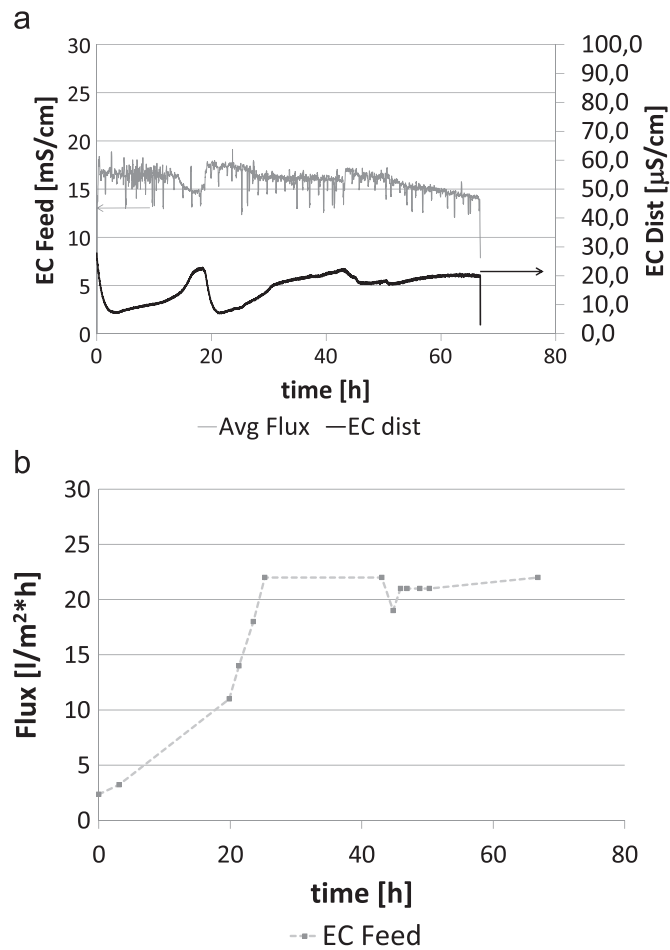 a
30
25
20
15
10
5
0
EC Feed [mS/cm]
100,0
90,0
80,0
70,0
60,0
50,0
40,0
30,0
20,0
10,0
0,0
EC Dist [µS/cm]
0 20 40 60 80
time [h]
Avg Flux EC dist
b
30
25
20
15
10
5
0
Flux [l/m²*h]
0 20 40 60 80
time [h]
EC Feed